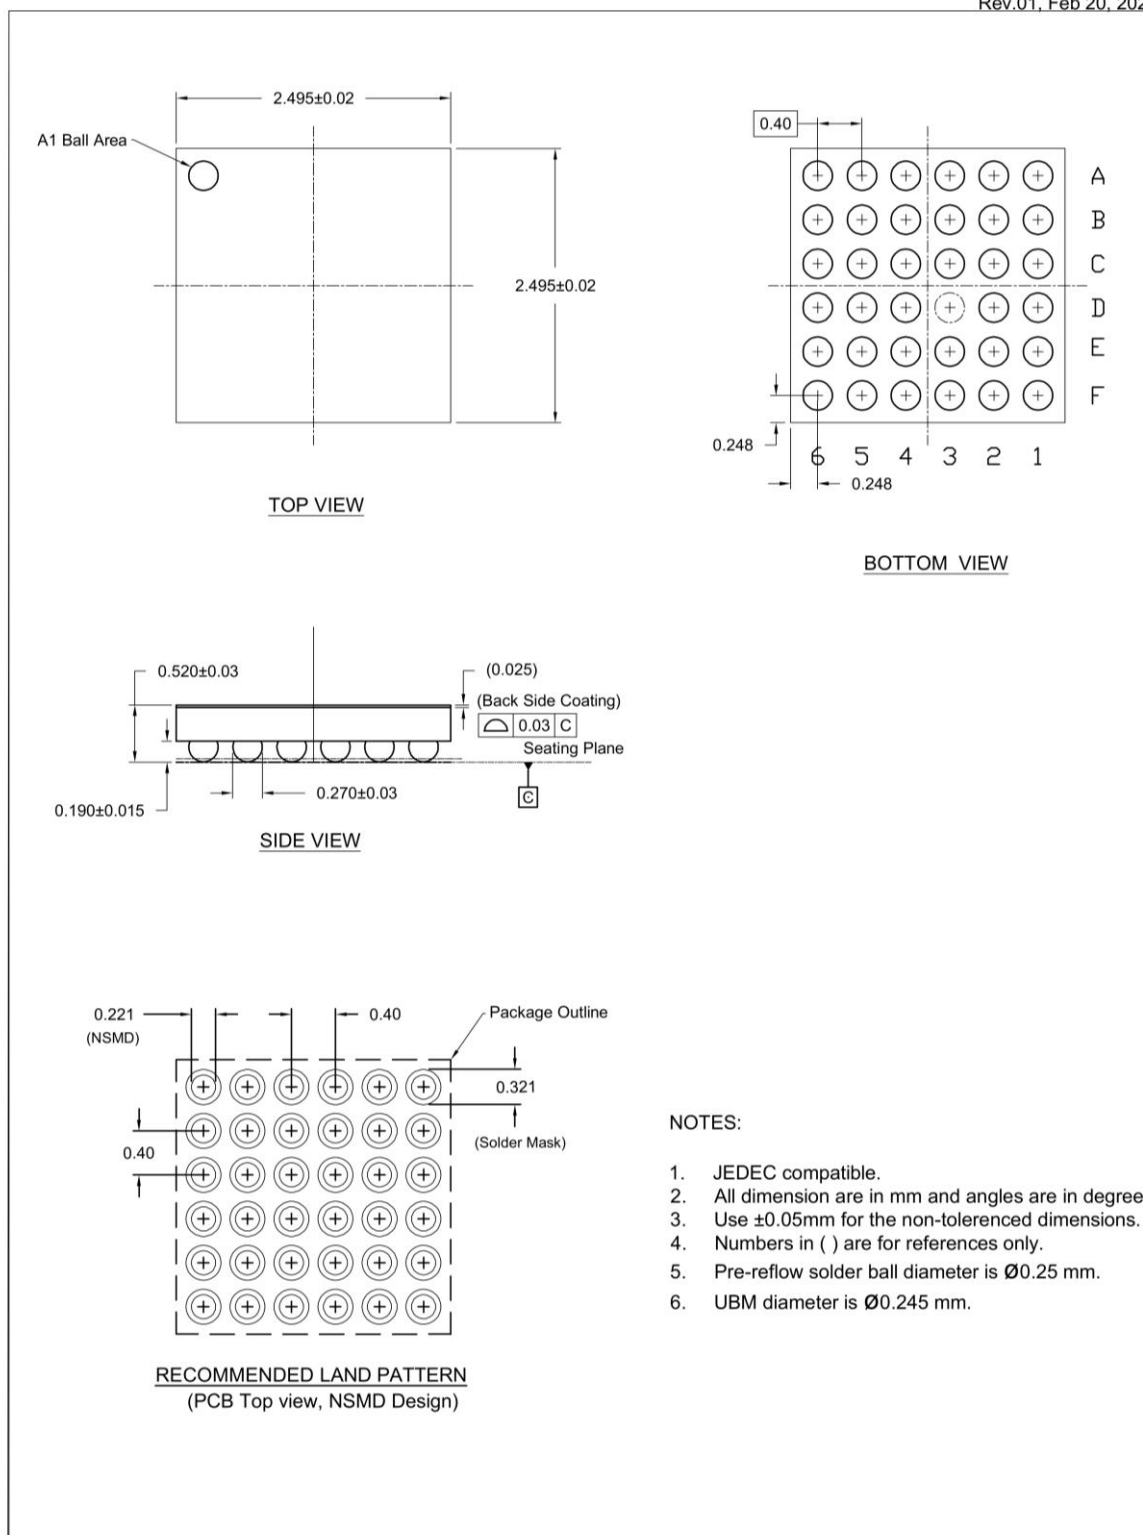 Rev.01, Feb 20, 202
2.495±0.02
A1 Ball Area
2.495±0.02
TOP VIEW
0.40
A
B
C
D
E
F
0.248
6 5 4 3 2 1
0.248
BOTTOM VIEW
0.520±0.03
(0.025)
(Back Side Coating)
0.03 C
Seating Plane
C
0.270±0.03
0.190±0.015
SIDE VIEW
0.221
(NSMD)
0.40
Package Outline
0.321
(Solder Mask)
0.40
RECOMMENDED LAND PATTERN
(PCB Top view, NSMD Design)
NOTES:
1. JEDEC compatible.
2. All dimension are in mm and angles are in degree
3. Use ±0.05mm for the non-tolerenced dimensions.
4. Numbers in ( ) are for references only.
5. Pre-reflow solder ball diameter is Ø0.25 mm.
6. UBM diameter is Ø0.245 mm.